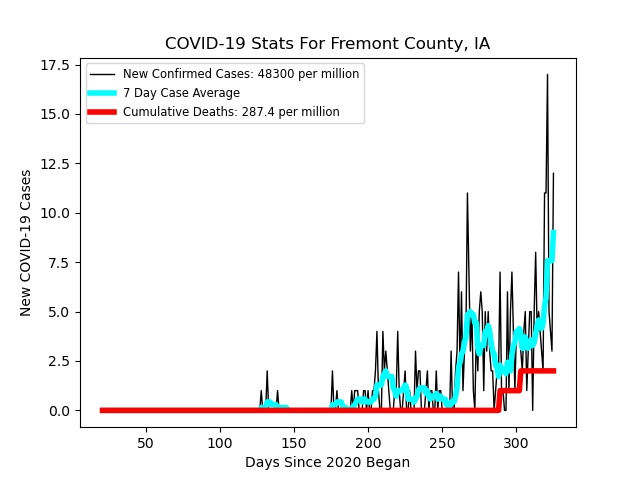 COVID-19 Stats For Fremont County, IA
New Confirmed Cases: 48300 per million
7 Day Case Average
Cumulative Deaths: 287.4 per million
New COVID-19 Cases
17.5
15.0
12.5
10.0
7.5
5.0
2.5
0.0
50 100 150 200 250 300
Days Since 2020 Began